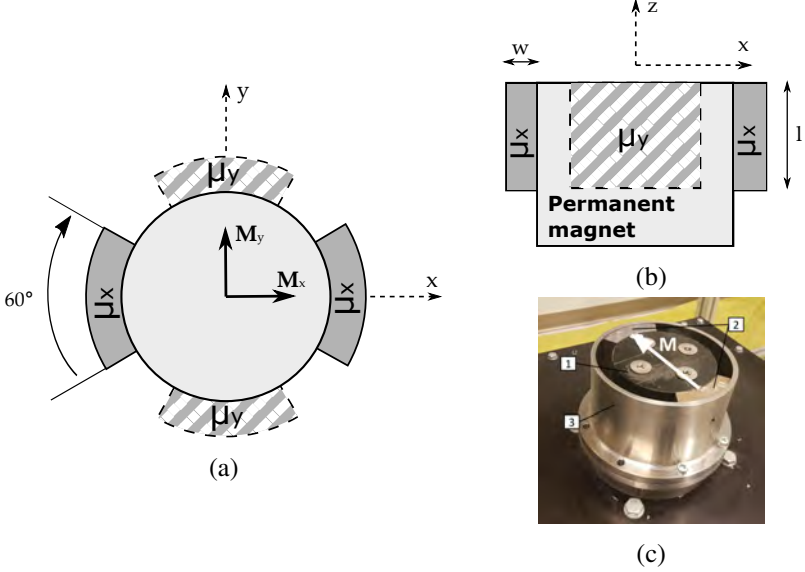 y
μy
My
Mx
x
60°
μx
μx
μy
(a)
z
w
x
l
μx
μy
μx
Permanent
magnet
(b)
M
1
2
3
(c)